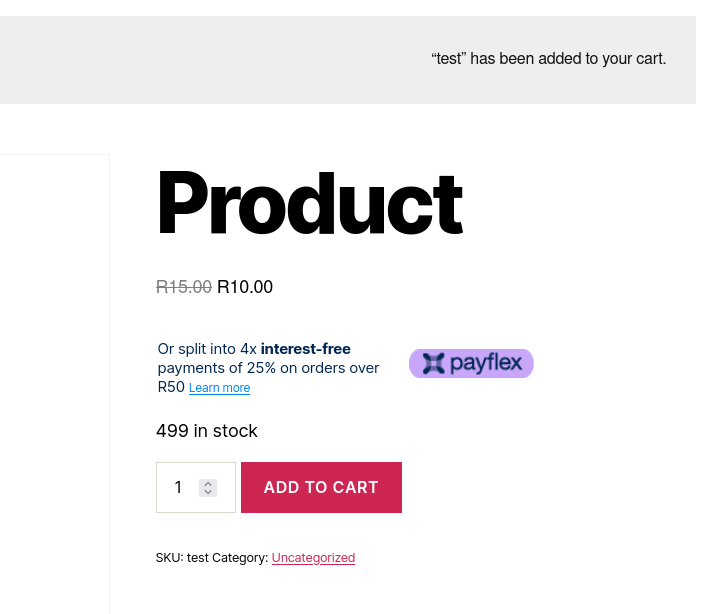 “test” has been added to your cart.
Product
R15.00 R10.00
Or split into 4x interest-free
payments of 25% on orders over
R50 Learn more
payflex
499 in stock
1
ADD TO CART
SKU: test Category: Uncategorized